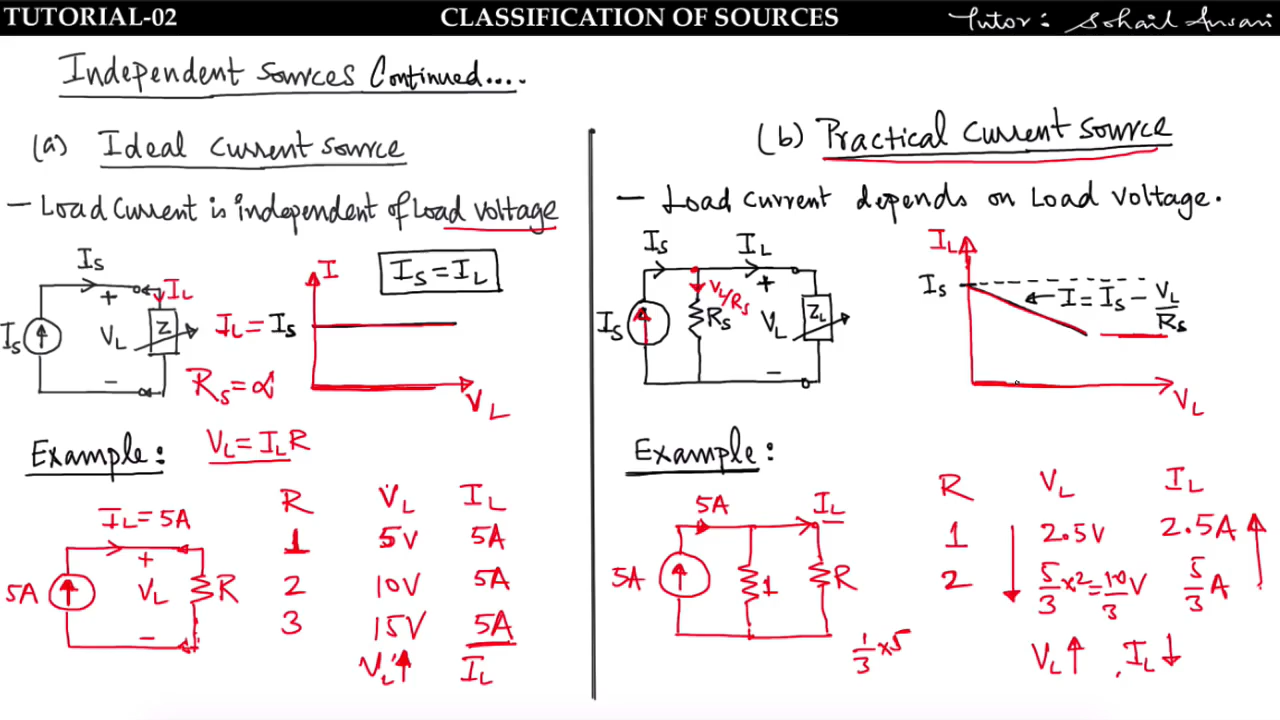 TUTORIAL-02
CLASSIFICATION OF SOURCES
Tutor : Sohail Ansari
Independent Sources Continued....
(a) Ideal Current Source
- Load Current is independent of Load Voltage
Is
Is
+
VL
-
IL
Z
IL = Is
Rs = ∝
I
Is = IL
VL
Example:
VL = ILR
IL = 5A
5A
+
VL
-
R
R VL IL
1 5V 5A
2 10V 5A
3 15V 5A
VL↑ IL
(b) Practical Current Source
- Load current depends on Load Voltage.
Is
IL
Is
VL/Rs
Rs
+
VL
-
ZL
IL
Is
I = Is - VL/Rs
VL
Example:
5A
IL
5A
1
R
1/3 ×5
R VL IL
1 2.5V 2.5A
2 5/3 ×2=10/3 V 5/3 A
VL↑ , IL↓